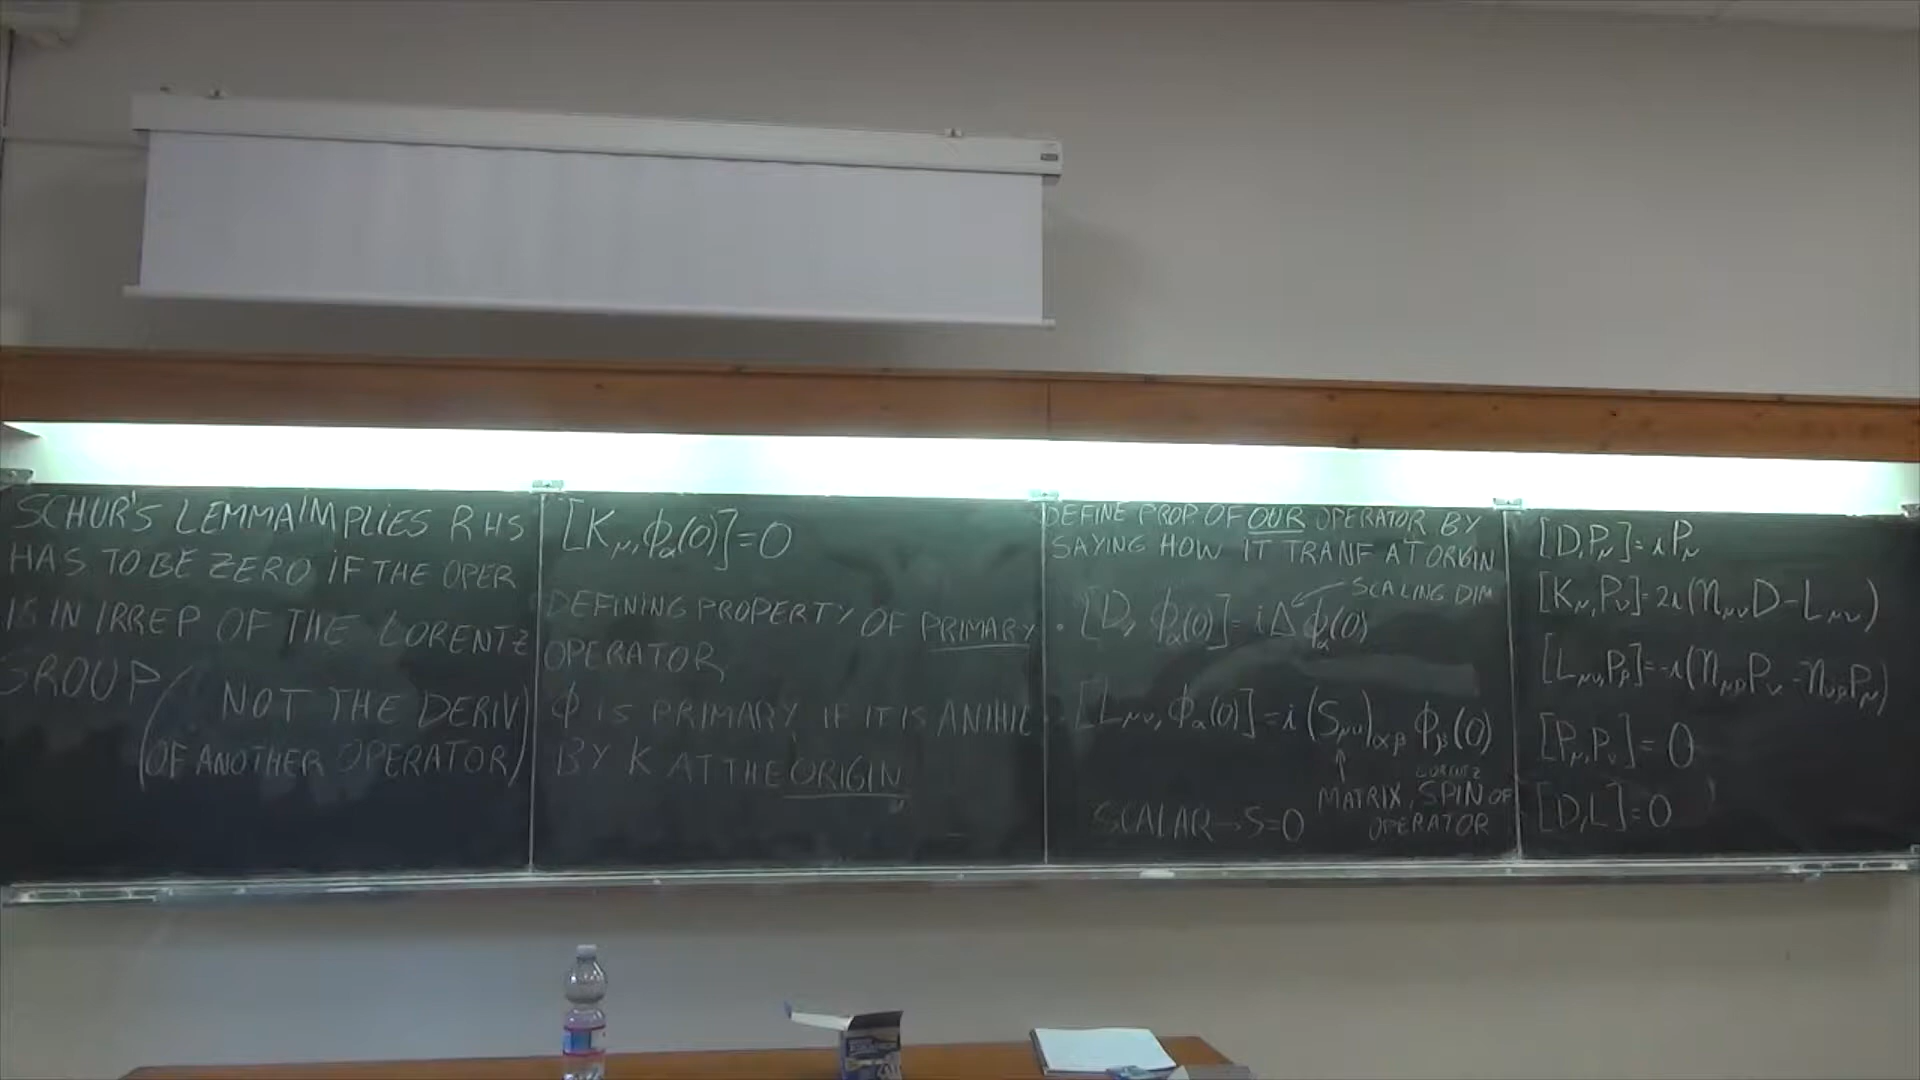 SCHUR'S LEMMA IMPLIES RHS
HAS TO BE ZERO IF THE OPER
IS IN IRREP OF THE LORENTZ
GROUP ( NOT THE DERIV
OF ANOTHER OPERATOR)
[K_μ, ϕ_α(0)]=0
DEFINING PROPERTY OF PRIMARY
OPERATOR
Φ IS PRIMARY IF IT IS ANIHIL
BY K AT THE ORIGIN
DEFINE PROP. OF OUR OPERATOR BY
SAYING HOW IT TRANF AT ORIGIN
SCALING DIM
• [D, ϕ_α(0)] = iΔ ϕ_α(0)
• [L_μν, ϕ_α(0)] = i (S_μν)_αβ ϕ_β(0)
↑ LORENTZ
MATRIX, SPIN OF
SCALAR → S=0 OPERATOR
[D,P_μ]= iP_μ
[K_μ,P_ν]=2i(η_μν D - L_μν)
[L_μν,P_ρ]=-i(η_μρ P_ν - η_νρ P_μ)
[P_μ,P_ν]= 0
[D,L]=0